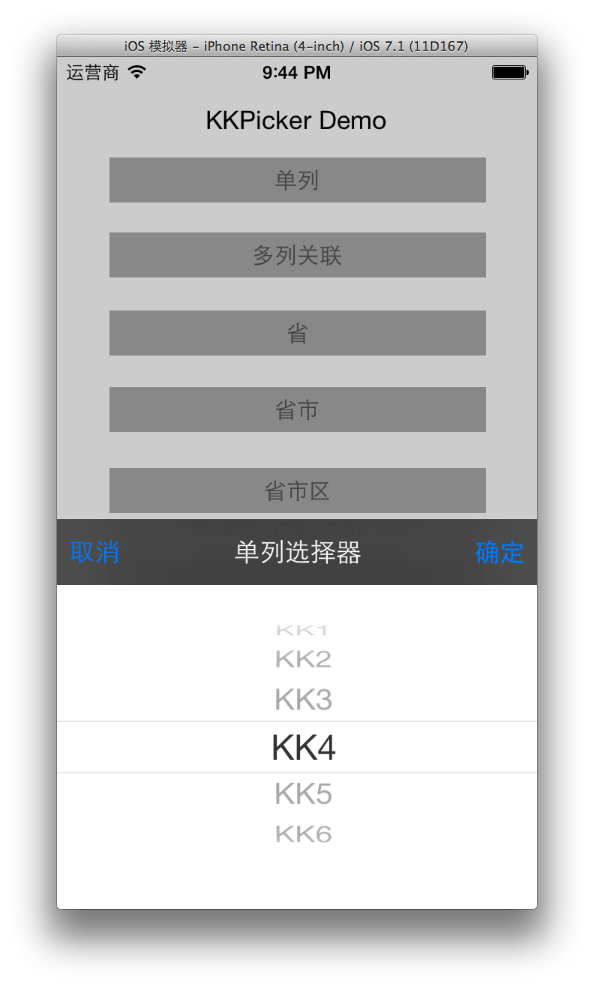 iOS 模拟器 - iPhone Retina (4-inch) / iOS 7.1 (11D167)
运营商 9:44 PM
KKPicker Demo
单列
多列关联
省
省市
省市区
取消 单列选择器 确定
KK1
KK2
KK3
KK4
KK5
KK6